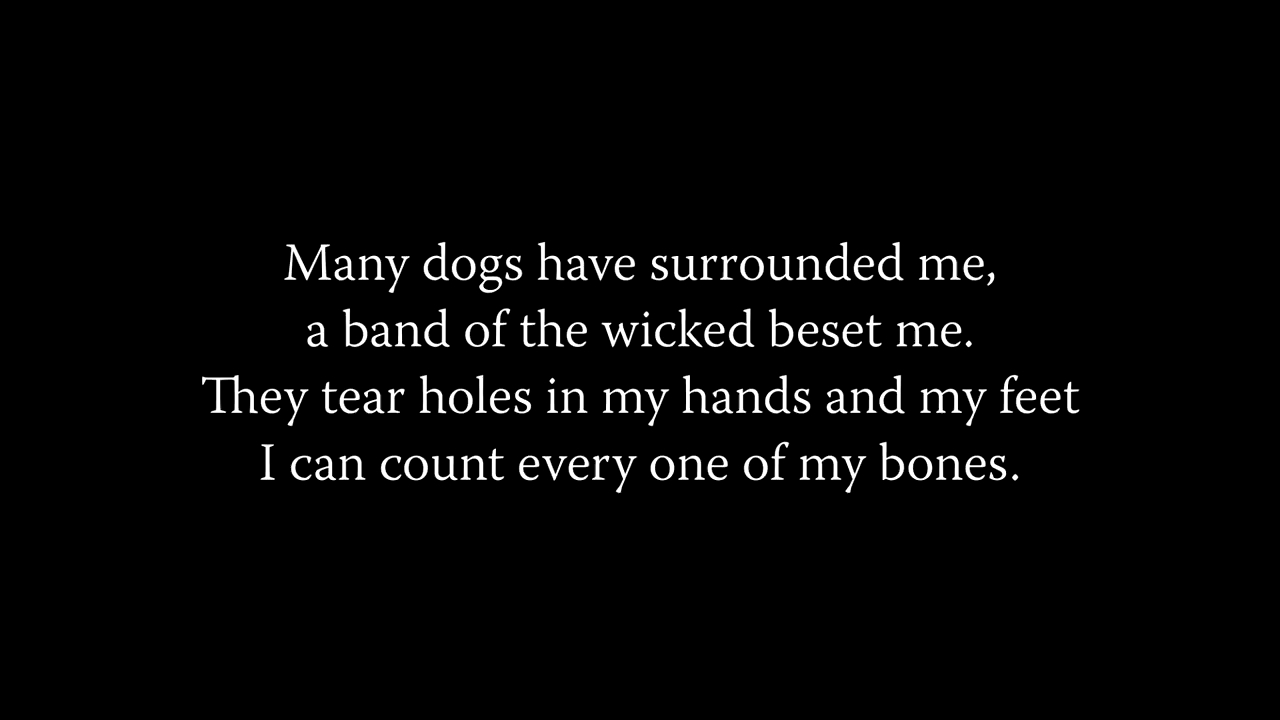 Many dogs have surrounded me,
a band of the wicked beset me.
They tear holes in my hands and my feet
I can count every one of my bones.